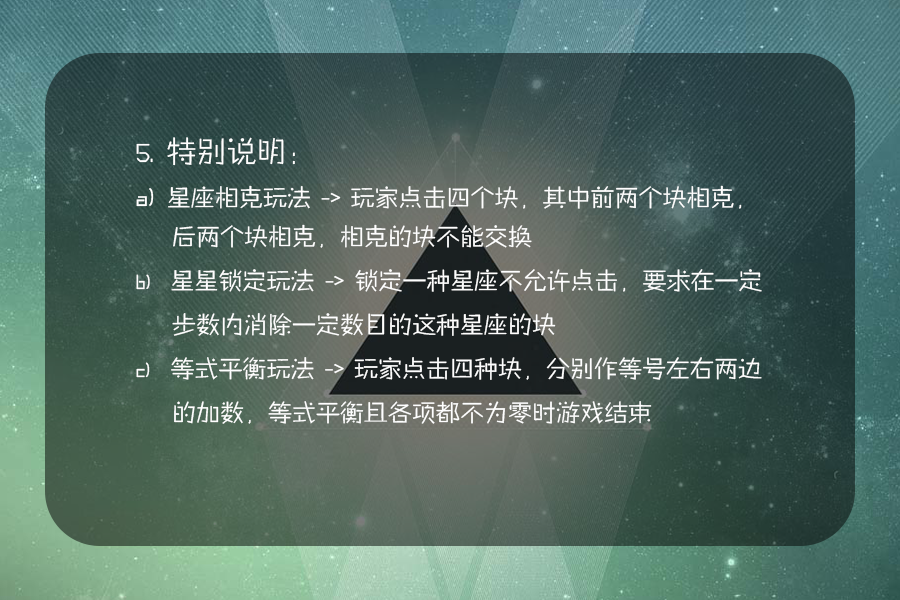 5. 特别说明：
a) 星座相克玩法 -> 玩家点击四个块，其中前两个块相克，
后两个块相克，相克的块不能交换
b) 星星锁定玩法 -> 锁定一种星座不允许点击，要求在一定
步数内消除一定数目的这种星座的块
c) 等式平衡玩法 -> 玩家点击四种块，分别作等号左右两边
的加数，等式平衡且各项都不为零时游戏结束